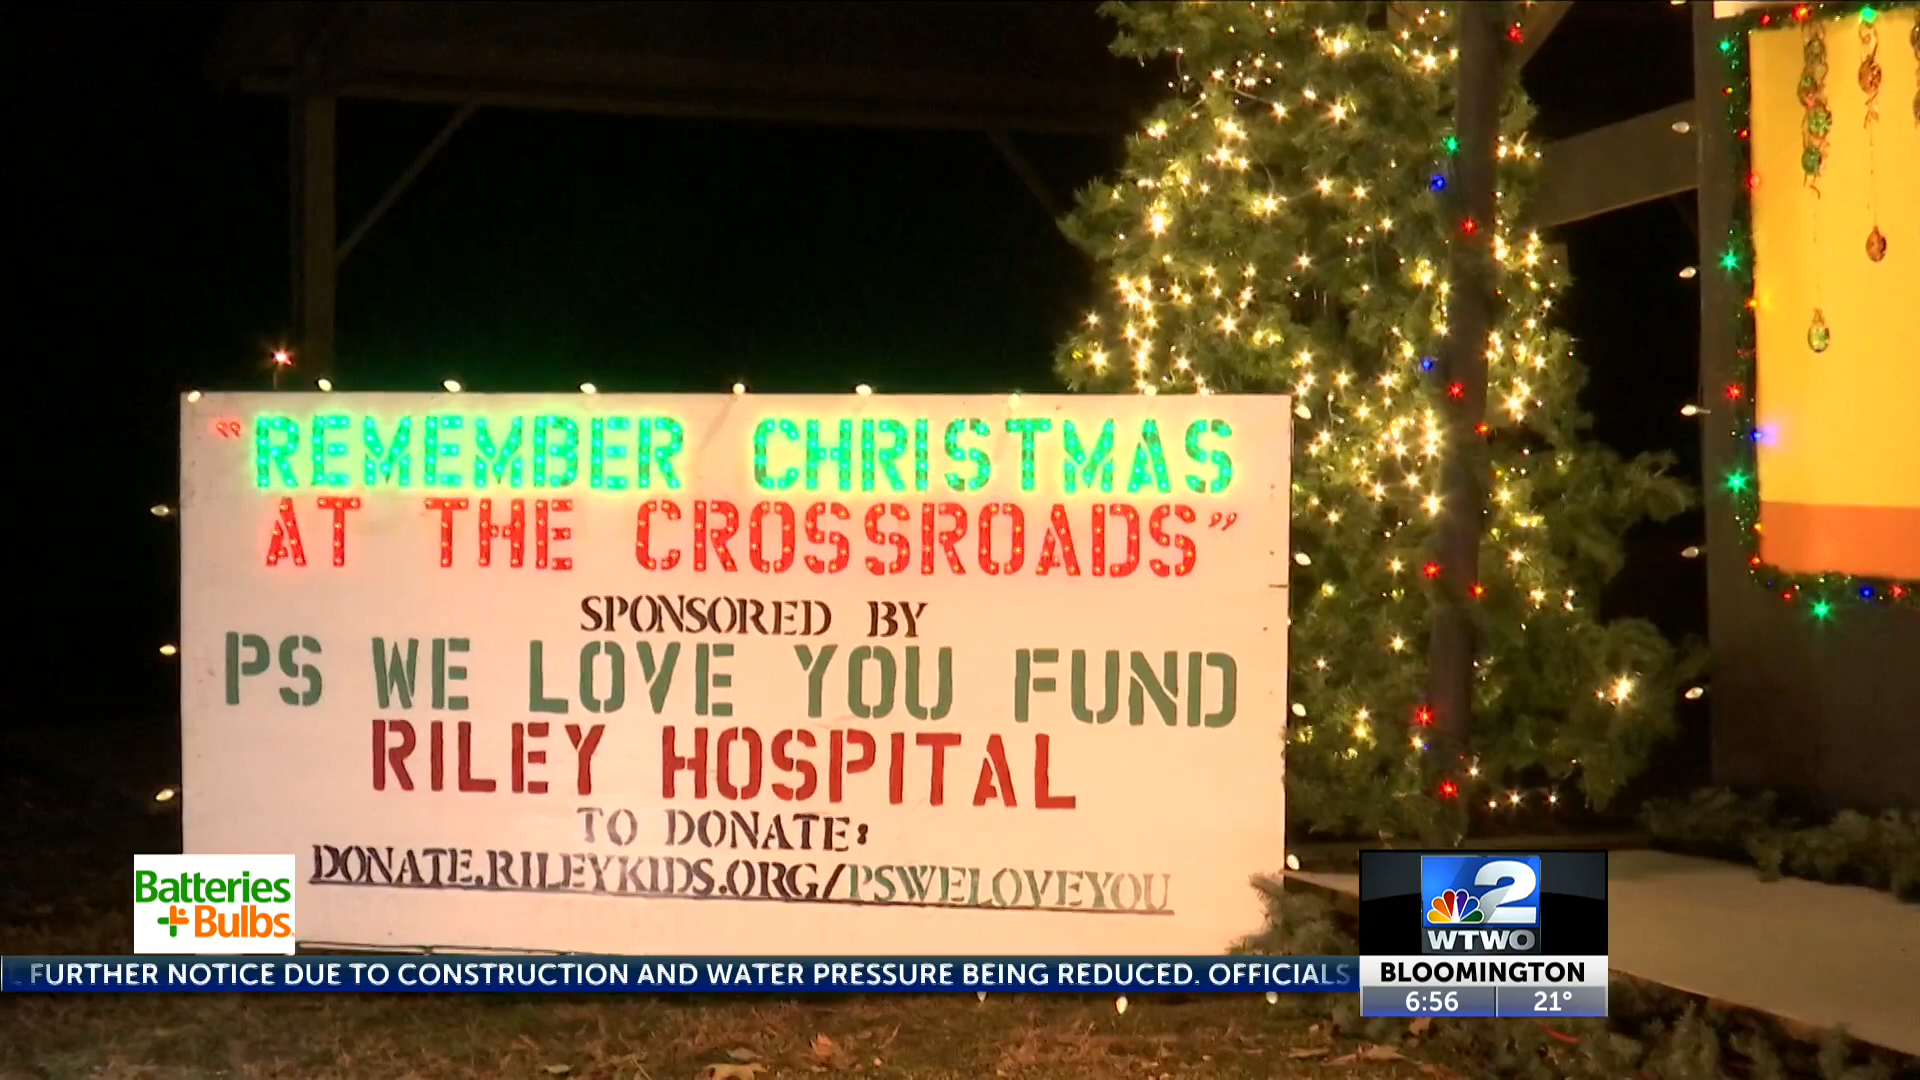 "REMEMBER CHRISTMAS
AT THE CROSSROADS"
SPONSORED BY
PS WE LOVE YOU FUND
RILEY HOSPITAL
TO DONATE:
DONATE.RILEYKIDS.ORG/PSWELOVEYOU
Batteries
+Bulbs
2
WTWO
FURTHER NOTICE DUE TO CONSTRUCTION AND WATER PRESSURE BEING REDUCED. OFFICIALS
BLOOMINGTON
6:56 21°